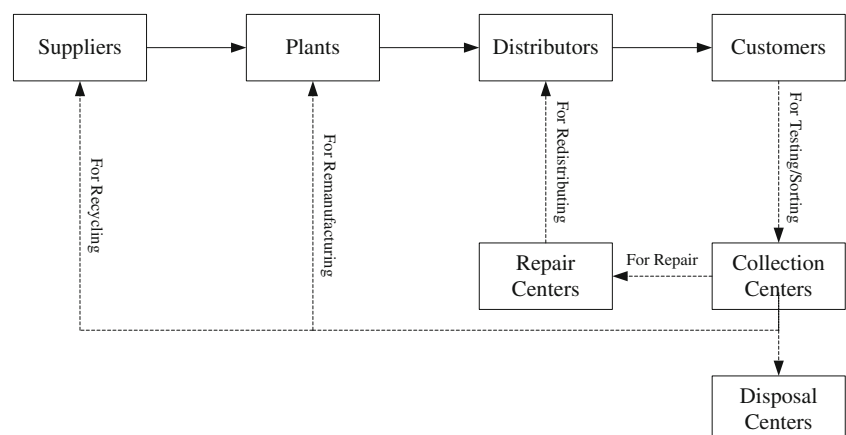 Suppliers
Plants
Distributors
Customers
For Recycling
For Remanufacturing
For Redistributing
For Testing/Sorting
Repair
Centers
For Repair
Collection
Centers
Disposal
Centers